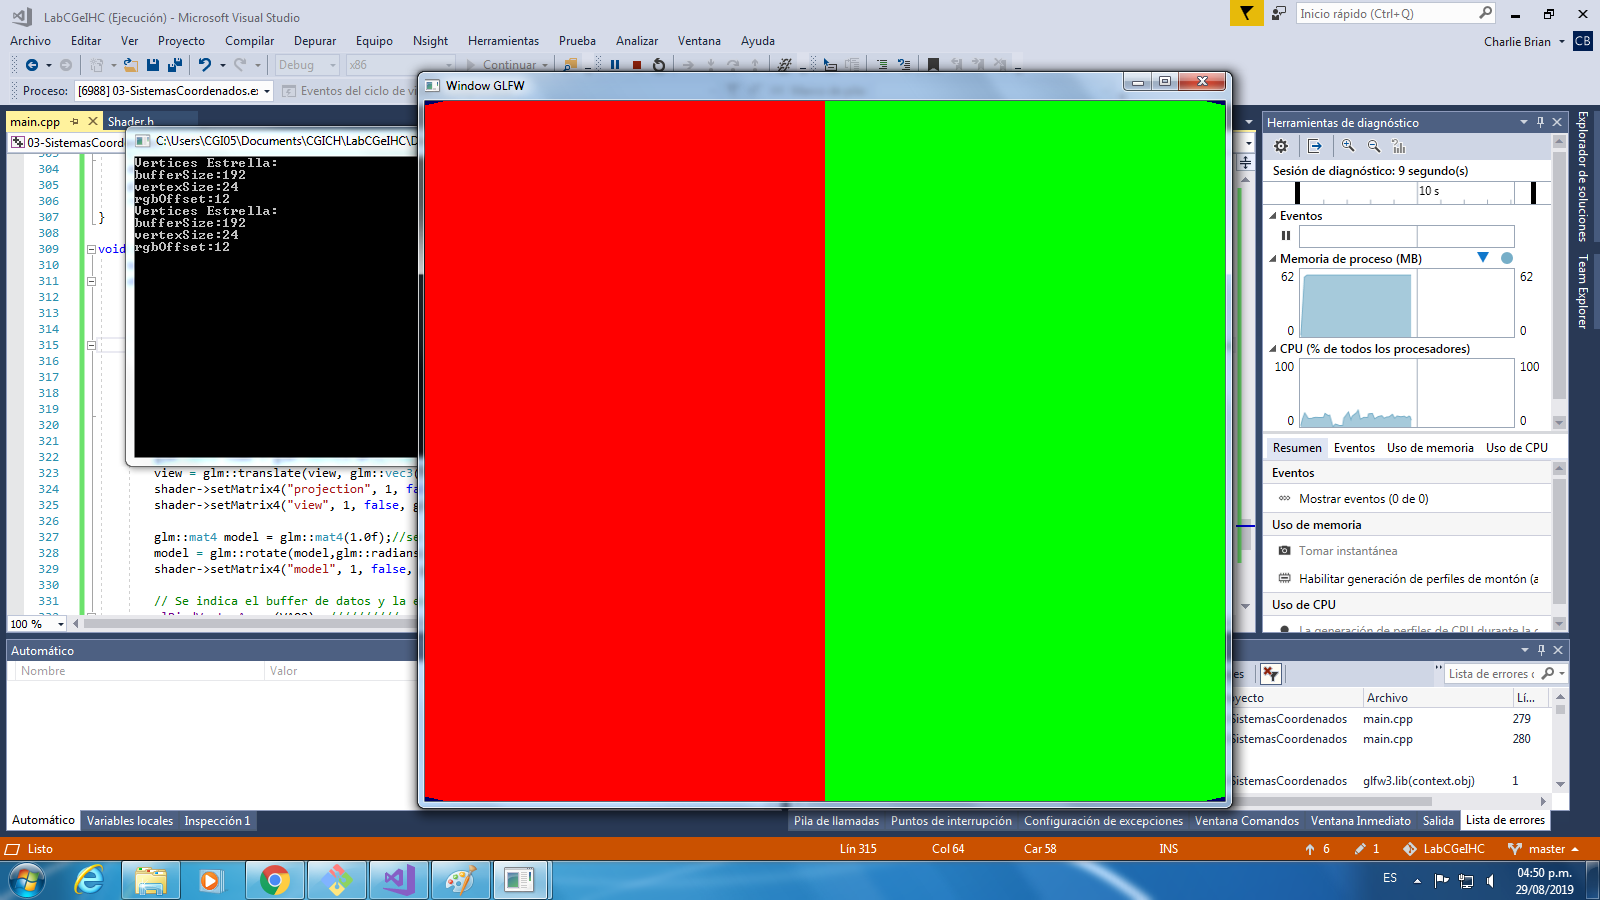 LabCGeIHC (Ejecución) - Microsoft Visual Studio
Inicio rápido (Ctrl+Q)
Archivo Editar Ver Proyecto Compilar Depurar Equipo Nsight Herramientas Prueba Analizar Ventana Ayuda
Charlie Brian CB
Debug x86 Continuar
Proceso: [6988] 03-SistemasCoordenados.ex
Eventos del ciclo de vi
Window GLFW
main.cpp Shader.h
03-SistemasCoord
C:\Users\CGI05\Documents\CGICH\LabCGeIHC\D
Vertices Estrella:
bufferSize:192
vertexSize:24
rgbOffset:12
Vertices Estrella:
bufferSize:192
vertexSize:24
rgbOffset:12
304
305
306
307 }
308
309 void
310
311
312
313
314
315
316
317
318
319
320
321
322
323 view = glm::translate(view, glm::vec3(
324 shader->setMatrix4("projection", 1, fa
325 shader->setMatrix4("view", 1, false, g
326
327 glm::mat4 model = glm::mat4(1.0f);//se
328 model = glm::rotate(model,glm::radians
329 shader->setMatrix4("model", 1, false,
330
331 // Se indica el buffer de datos y la e
100 %
Herramientas de diagnóstico
Sesión de diagnóstico: 9 segundo(s)
10 s
Eventos
Memoria de proceso (MB)
62 62
0 0
CPU (% de todos los procesadores)
100 100
0 0
Resumen Eventos Uso de memoria Uso de CPU
Eventos
Mostrar eventos (0 de 0)
Uso de memoria
Tomar instantánea
Habilitar generación de perfiles de montón (a
Uso de CPU
La generación de perfiles de CPU durante la
Explorador de soluciones
Team Explorer
Automático
Nombre Valor
Automático Variables locales Inspección 1
es
Lista de errores
yecto Archivo Lí...
SistemasCoordenados main.cpp 279
SistemasCoordenados main.cpp 280
SistemasCoordenados glfw3.lib(context.obj) 1
Pila de llamadas Puntos de interrupción Configuración de excepciones Ventana Comandos Ventana Inmediato Salida Lista de errores
Listo Lín 315 Col 64 Car 58 INS 6 1 LabCGeIHC master
ES
04:50 p.m.
29/08/2019